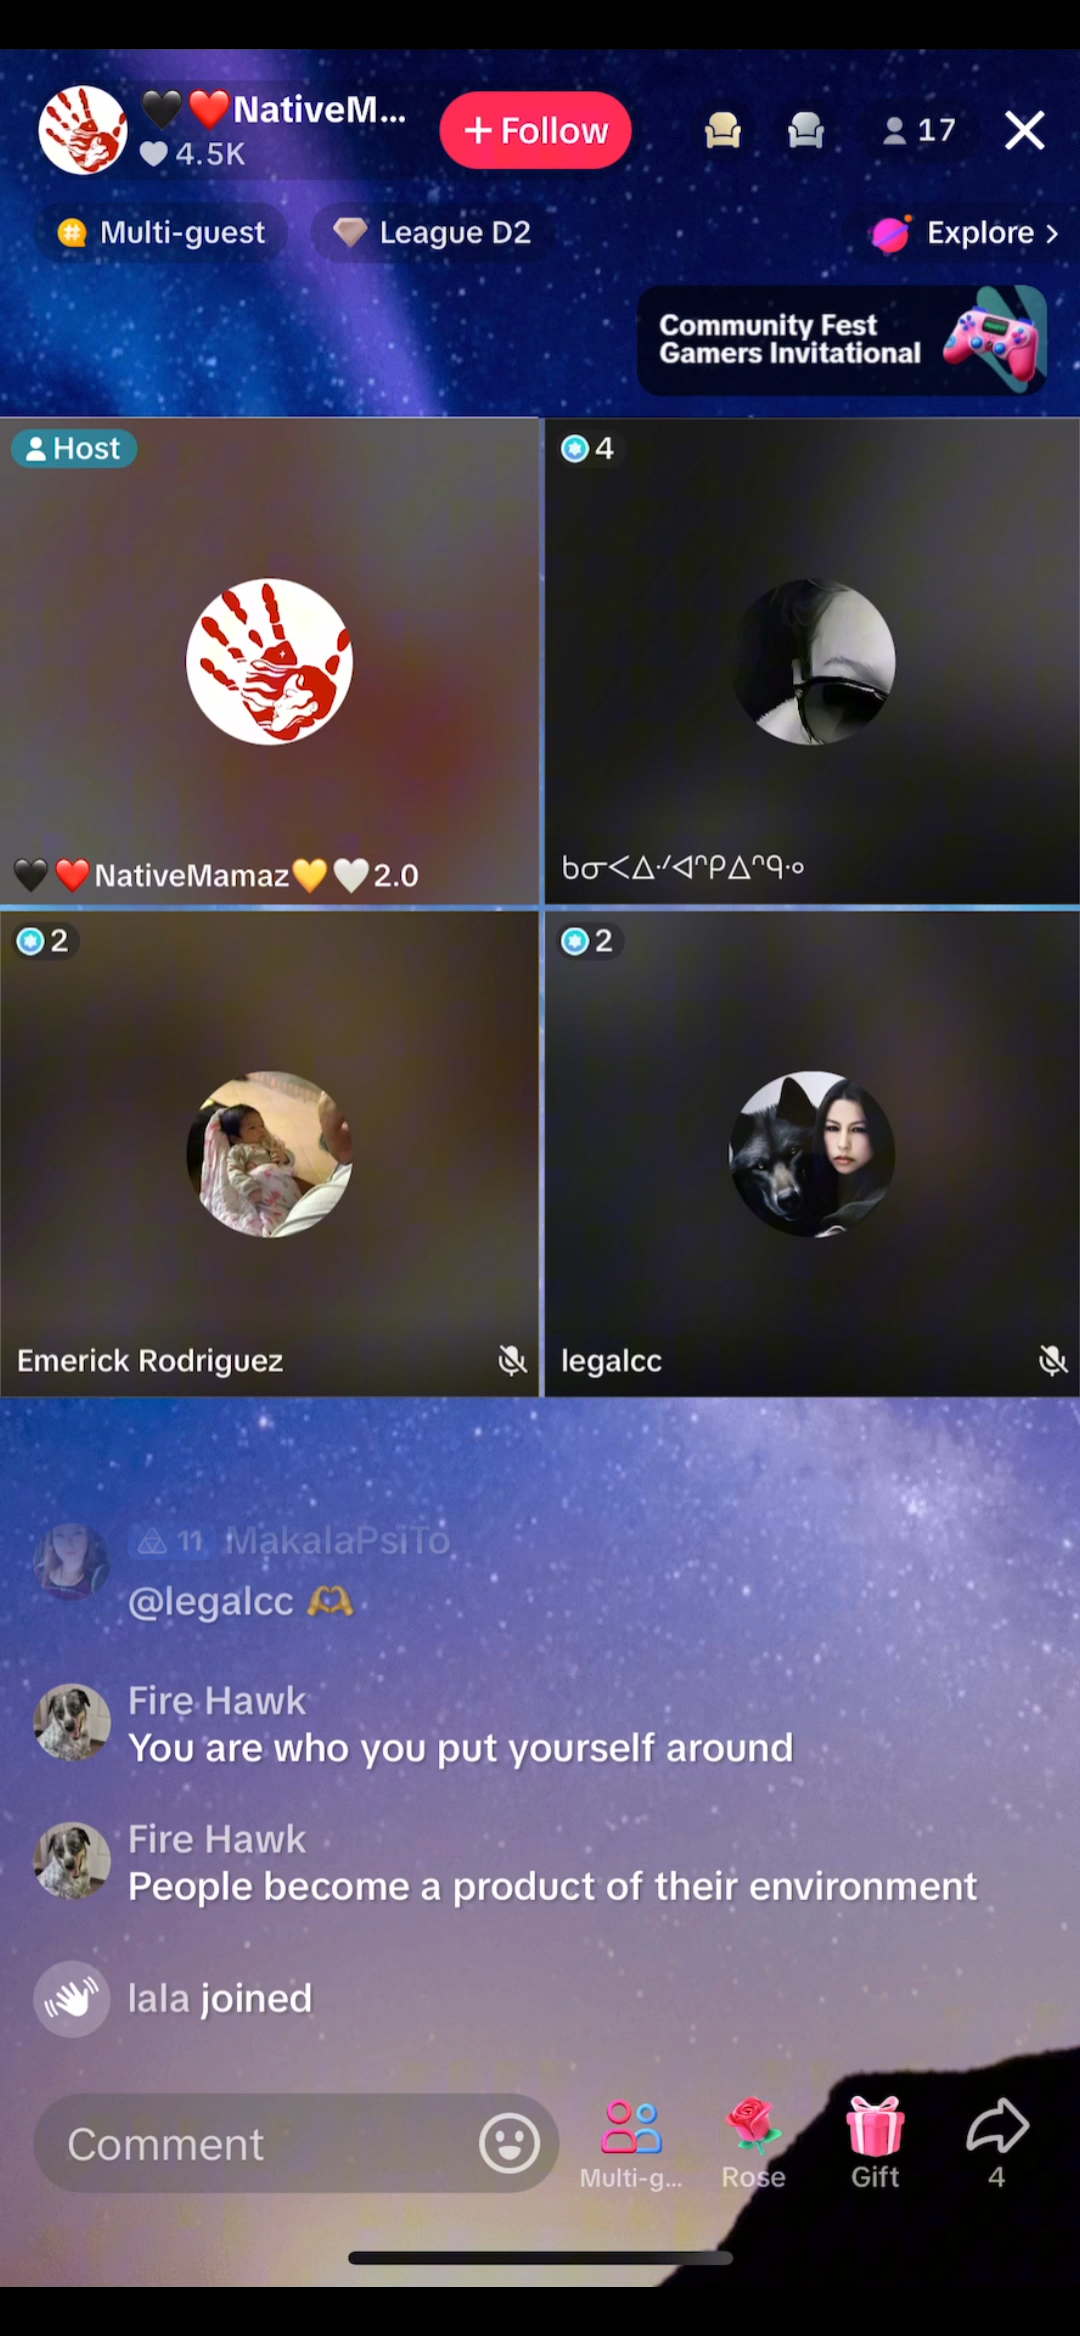 🖤❤️NativeM...
4.5K
+ Follow
17
Multi-guest
League D2
Explore >
Community Fest
Gamers Invitational
Host
4
🖤❤️NativeMamaz💛🤍2.0
ᑲᓂᐸᐏᐟᐊᐢᑭᐃᐢᑫᐧᐤ
2
2
Emerick Rodriguez
legalcc
11 MakalaPsiTo
@legalcc 🫶
Fire Hawk
You are who you put yourself around
Fire Hawk
People become a product of their environment
lala joined
Comment
Multi-g...
Rose
Gift
4